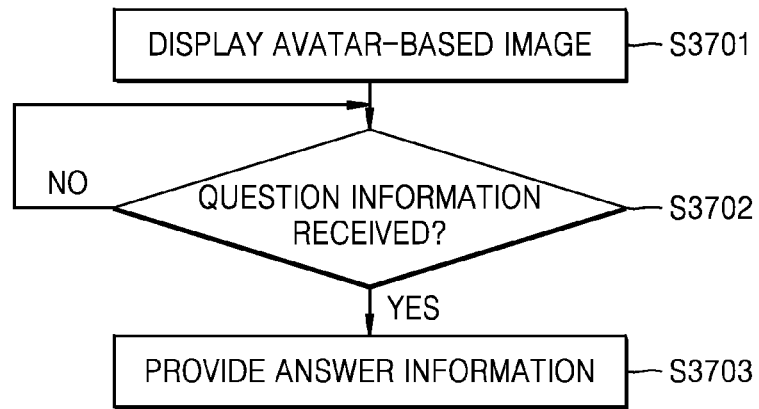 DISPLAY AVATAR-BASED IMAGE
S3701
NO
QUESTION INFORMATION
RECEIVED?
S3702
YES
PROVIDE ANSWER INFORMATION
S3703